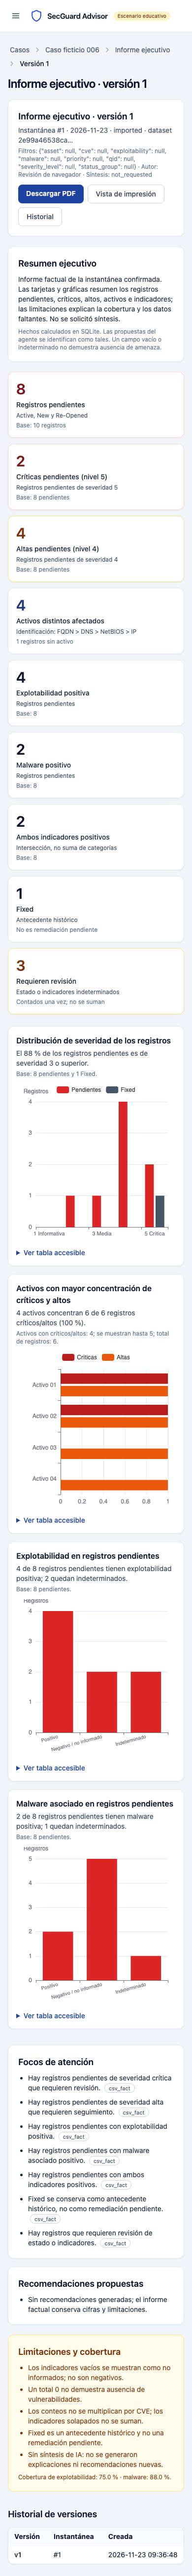 SecGuard Advisor
Escenario educativo
Casos > Caso ficticio 006 > Informe ejecutivo
> Versión 1
Informe ejecutivo · versión 1
Informe ejecutivo · versión 1
Instantánea #1 · 2026-11-23 · imported · dataset
2e99a46538ca...
Filtros: {"asset": null, "cve": null, "exploitability": null,
"malware": null, "priority": null, "qid": null,
"severity_level": null, "status_group": null} · Autor:
Revisión de navegador · Síntesis: not_requested
Descargar PDF
Vista de impresión
Historial
Resumen ejecutivo
Informe factual de la instantánea confirmada.
Las tarjetas y gráficas resumen los registros
pendientes, críticos, altos, activos e indicadores;
las limitaciones explican la cobertura y los datos
faltantes. No se solicitó síntesis.
Hechos calculados en SQLite. Las propuestas del
agente se identifican como tales. Un campo vacío o
indeterminado no demuestra ausencia de amenaza.
8
Registros pendientes
Active, New y Re-Opened
Base: 10 registros
2
Críticas pendientes (nivel 5)
Registros pendientes de severidad 5
Base: 8 pendientes
4
Altas pendientes (nivel 4)
Registros pendientes de severidad 4
Base: 8 pendientes
4
Activos distintos afectados
Identificación: FQDN > DNS > NetBIOS > IP
1 registros sin activo
4
Explotabilidad positiva
Registros pendientes
Base: 8
2
Malware positivo
Registros pendientes
Base: 8
2
Ambos indicadores positivos
Intersección, no suma de categorías
Base: 8
1
Fixed
Antecedente histórico
No es remediación pendiente
3
Requieren revisión
Estado o indicadores indeterminados
Contados una vez; no se suman
Distribución de severidad de los registros
El 88 % de los registros pendientes es de
severidad 3 o superior.
Base: 8 pendientes y 1 Fixed.
Registros
Pendientes
Fixed
4
3
2
1
0
1 Informativa
3 Media
5 Crítica
Ver tabla accesible
Activos con mayor concentración de
críticos y altos
4 activos concentran 6 de 6 registros
críticos/altos (100 %).
Activos con críticos/altos: 4; se muestran hasta 5; total
de registros: 6.
Críticas
Altas
Activo 01
Activo 02
Activo 03
Activo 04
0 0.2 0.4 0.6 0.8 1
Ver tabla accesible
Explotabilidad en registros pendientes
4 de 8 registros pendientes tienen explotabilidad
positiva; 2 quedan indeterminados.
Base: 8 pendientes.
Registros
4
3
2
1
0
Positivo
Negativo / no informado
Indeterminado
Ver tabla accesible
Malware asociado en registros pendientes
2 de 8 registros pendientes tienen malware
positiva; 1 quedan indeterminados.
Base: 8 pendientes.
Registros
5
4
3
2
1
0
Positivo
Negativo / no informado
Indeterminado
Ver tabla accesible
Focos de atención
• Hay registros pendientes de severidad crítica
que requieren revisión. csv_fact
• Hay registros pendientes de severidad alta
que requieren seguimiento. csv_fact
• Hay registros pendientes con explotabilidad
positiva. csv_fact
• Hay registros pendientes con malware
asociado positivo. csv_fact
• Hay registros pendientes con ambos
indicadores positivos. csv_fact
• Fixed se conserva como antecedente
histórico, no como remediación pendiente.
csv_fact
• Hay registros que requieren revisión de
estado o indicadores. csv_fact
Recomendaciones propuestas
• Sin recomendaciones generadas; el informe
factual conserva cifras y limitaciones.
Limitaciones y cobertura
• Los indicadores vacíos se muestran como no
informados; no son negativos.
• Un total 0 no demuestra ausencia de
vulnerabilidades.
• Los conteos no se multiplican por CVE; los
indicadores solapados no se suman.
• Fixed es un antecedente histórico y no una
remediación pendiente.
• Sin síntesis de IA: no se generaron
explicaciones ni recomendaciones nuevas.
Cobertura de explotabilidad: 75.0 % · malware: 88.0 %.
Historial de versiones
Versión Instantánea Creada
v1 #1 2026-11-23 09:36:48